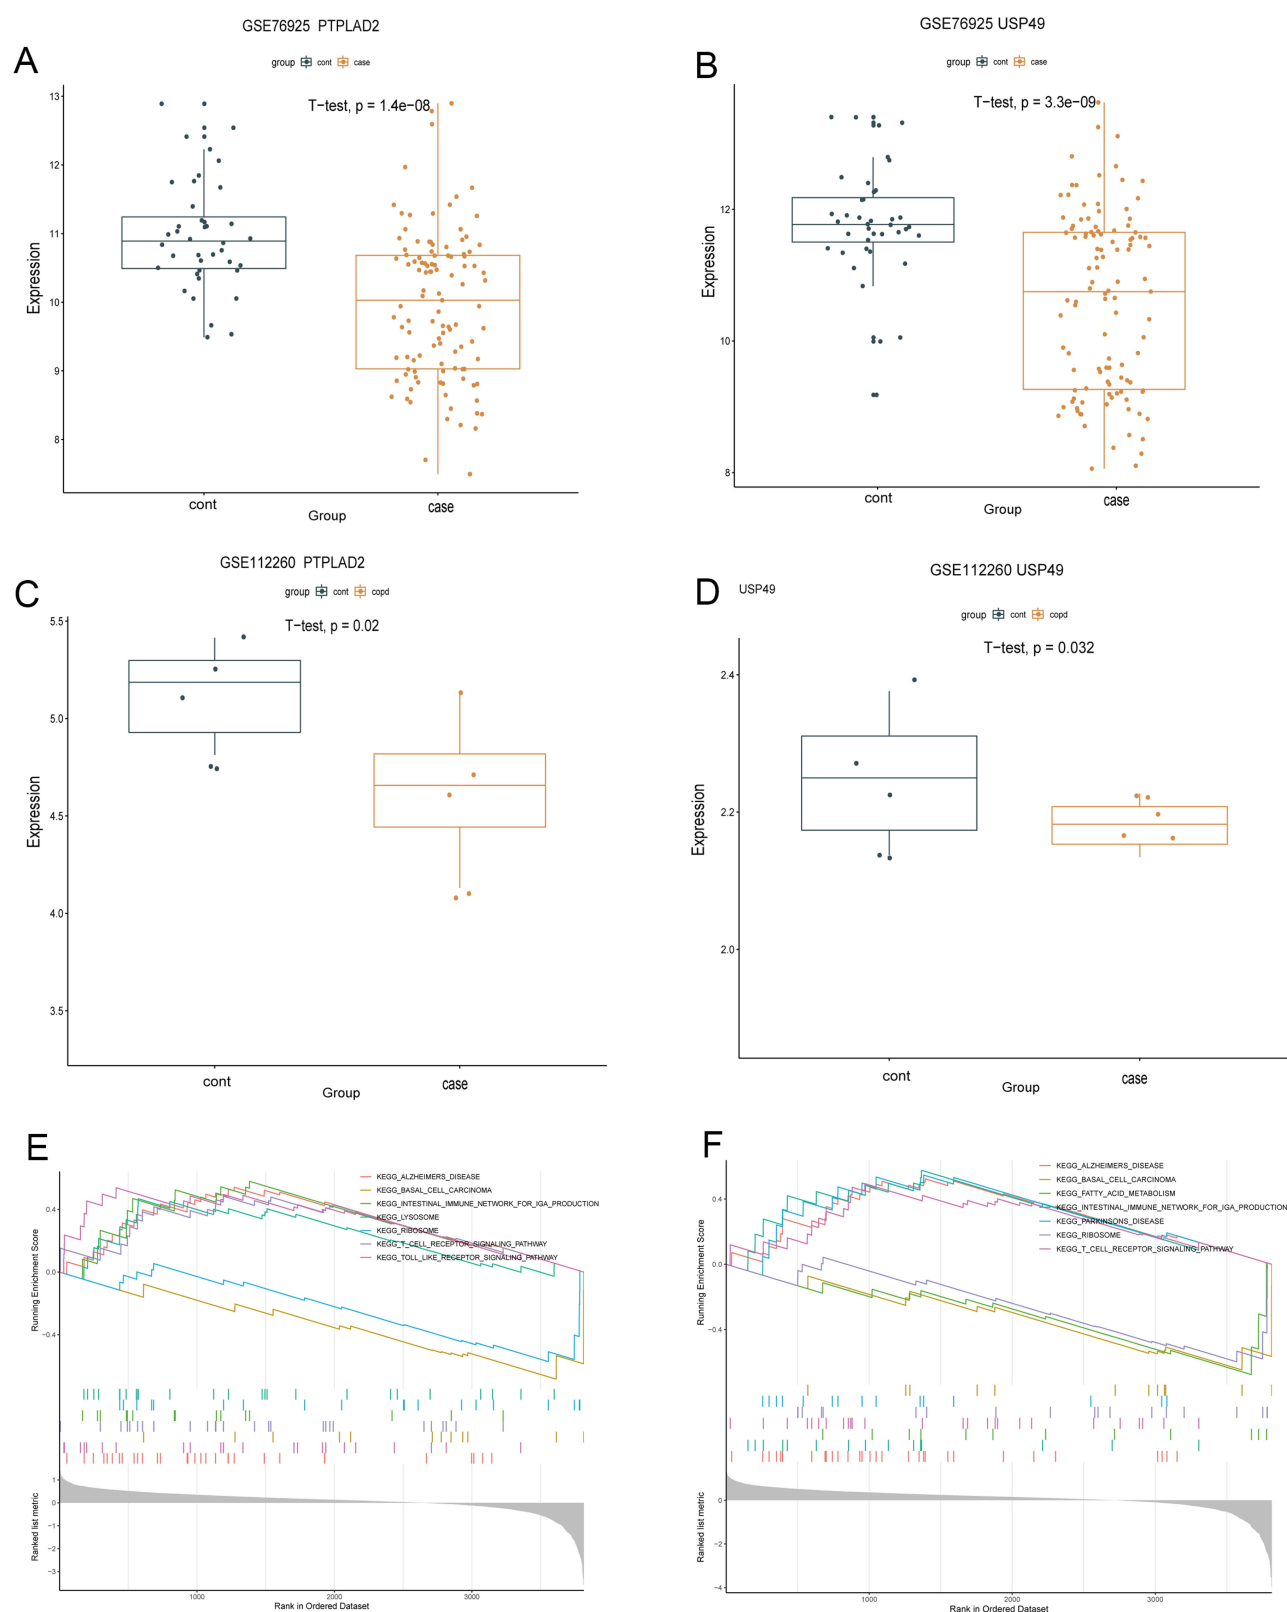 GSE76925 PTPLAD2
A
group cont case
T-test, p = 1.4e−08
13
12
11
10
9
8
Expression
cont
case
Group
GSE76925 USP49
B
group cont case
T-test, p = 3.3e−09
12
10
8
Expression
cont
case
Group
GSE112260 PTPLAD2
C
group cont copd
T-test, p = 0.02
5.5
5.0
4.5
4.0
3.5
Expression
cont
case
Group
GSE112260 USP49
D
USP49
group cont copd
T-test, p = 0.032
2.4
2.2
2.0
Expression
cont
case
Group
E
KEGG_ALZHEIMERS_DISEASE
KEGG_BASAL_CELL_CARCINOMA
KEGG_INTESTINAL_IMMUNE_NETWORK_FOR_IGA_PRODUCTION
KEGG_LYSOSOME
KEGG_RIBOSOME
KEGG_T_CELL_RECEPTOR_SIGNALING_PATHWAY
KEGG_TOLL_LIKE_RECEPTOR_SIGNALING_PATHWAY
0.4
0.0
−0.4
Running Enrichment Score
1
0
−1
−2
−3
Ranked list metric
1000
2000
3000
Rank in Ordered Dataset
F
KEGG_ALZHEIMERS_DISEASE
KEGG_BASAL_CELL_CARCINOMA
KEGG_FATTY_ACID_METABOLISM
KEGG_INTESTINAL_IMMUNE_NETWORK_FOR_IGA_PRODUCTION
KEGG_PARKINSONS_DISEASE
KEGG_RIBOSOME
KEGG_T_CELL_RECEPTOR_SIGNALING_PATHWAY
0.4
0.0
−0.4
Running Enrichment Score
0
−2
−4
Ranked list metric
1000
2000
3000
Rank in Ordered Dataset